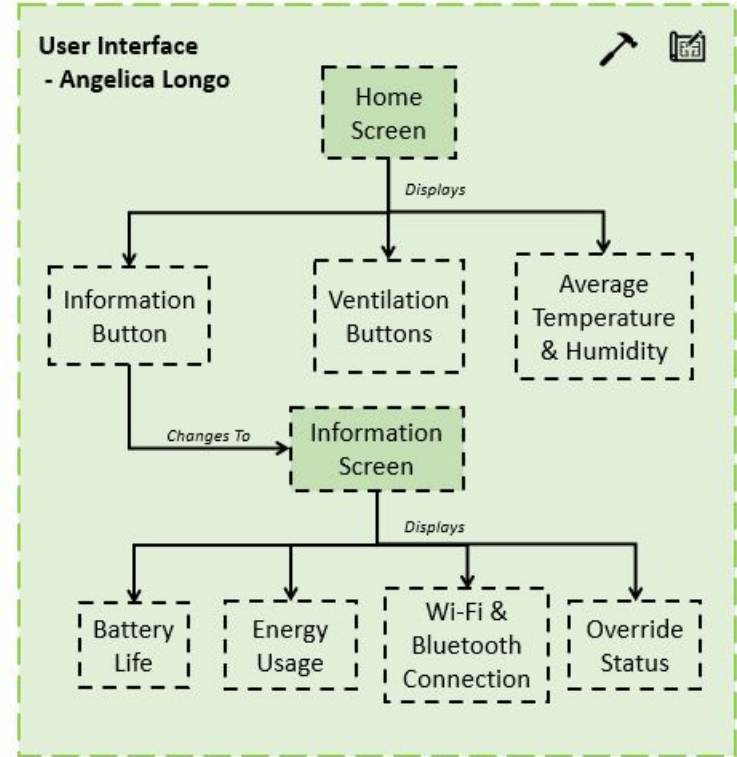 User Interface
- Angelica Longo
Home
Screen
Displays
Information
Button
Ventilation
Buttons
Average
Temperature
& Humidity
Changes To
Information
Screen
Displays
Battery
Life
Energy
Usage
Wi-Fi &
Bluetooth
Connection
Override
Status